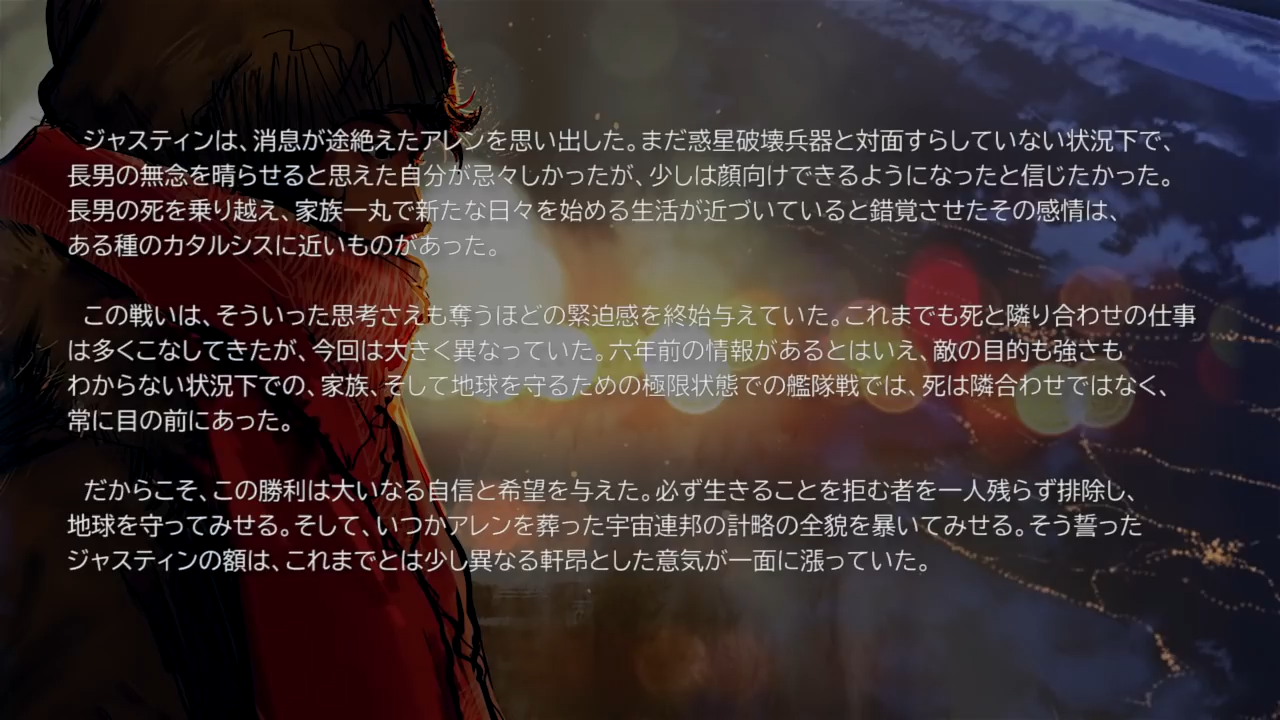 ジャスティンは、消息が途絶えたアレンを思い出した。まだ惑星破壊兵器と対面すらしていない状況下で、
長男の無念を晴らせると思えた自分が忌々しかったが、少しは顔向けできるようになったと信じたかった。
長男の死を乗り越え、家族一丸で新たな日々を始める生活が近づいていると錯覚させたその感情は、
ある種のカタルシスに近いものがあった。
この戦いは、そういった思考さえも奪うほどの緊迫感を終始与えていた。これまでも死と隣り合わせの仕事
は多くこなしてきたが、今回は大きく異なっていた。六年前の情報があるとはいえ、敵の目的も強さも
わからない状況下での、家族、そして地球を守るための極限状態での艦隊戦では、死は隣合わせではなく、
常に目の前にあった。
だからこそ、この勝利は大いなる自信と希望を与えた。必ず生きることを拒む者を一人残らず排除し、
地球を守ってみせる。そして、いつかアレンを葬った宇宙連邦の計略の全貌を暴いてみせる。そう誓った
ジャスティンの額は、これまでとは少し異なる軒昂とした意気が一面に漲っていた。